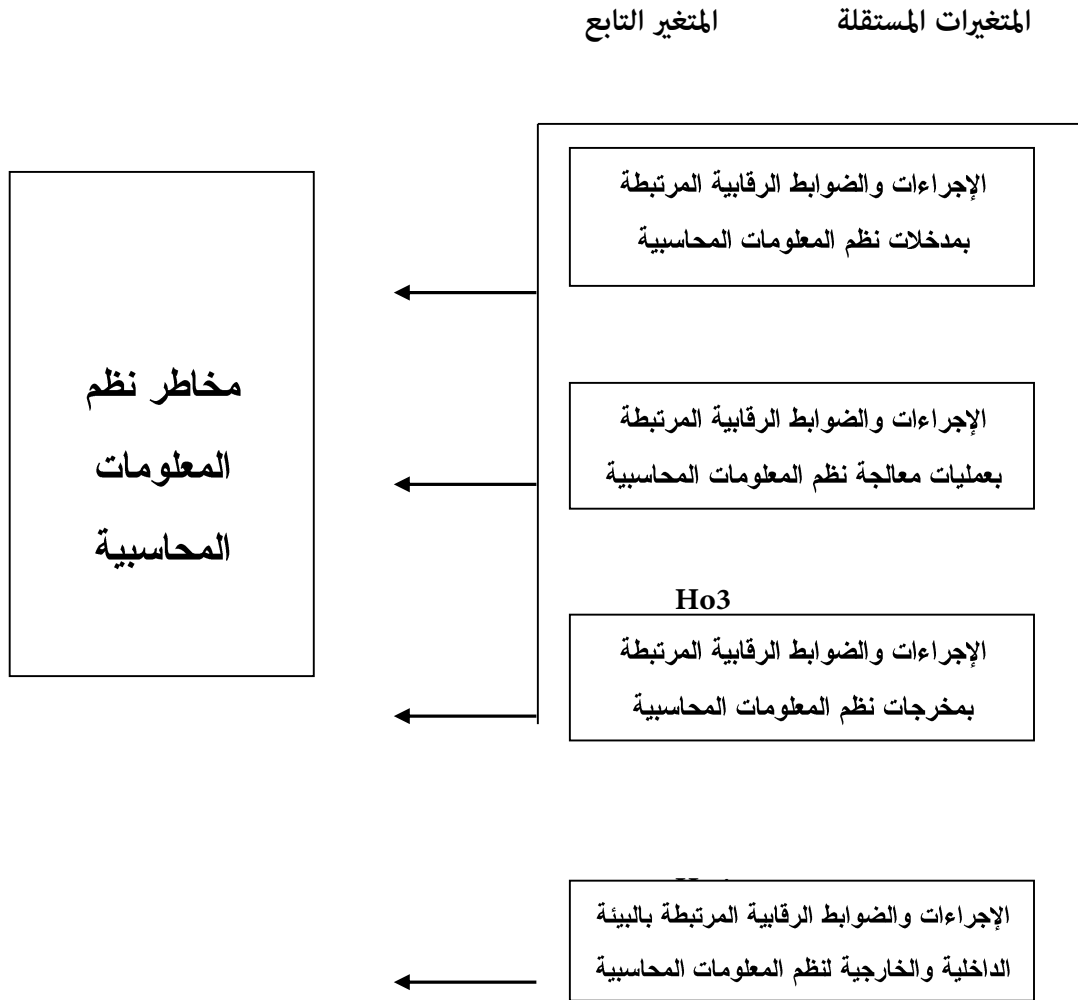 المتغيرات المستقلة
المتغير التابع
الإجراءات والضوابط الرقابية المرتبطة
بمدخلات نظم المعلومات المحاسبية
الإجراءات والضوابط الرقابية المرتبطة
بعمليات معالجة نظم المعلومات المحاسبية
Ho3
الإجراءات والضوابط الرقابية المرتبطة
بمخرجات نظم المعلومات المحاسبية
الإجراءات والضوابط الرقابية المرتبطة بالبيئة
الداخلية والخارجية لنظم المعلومات المحاسبية
مخاطر نظم
المعلومات
المحاسبية